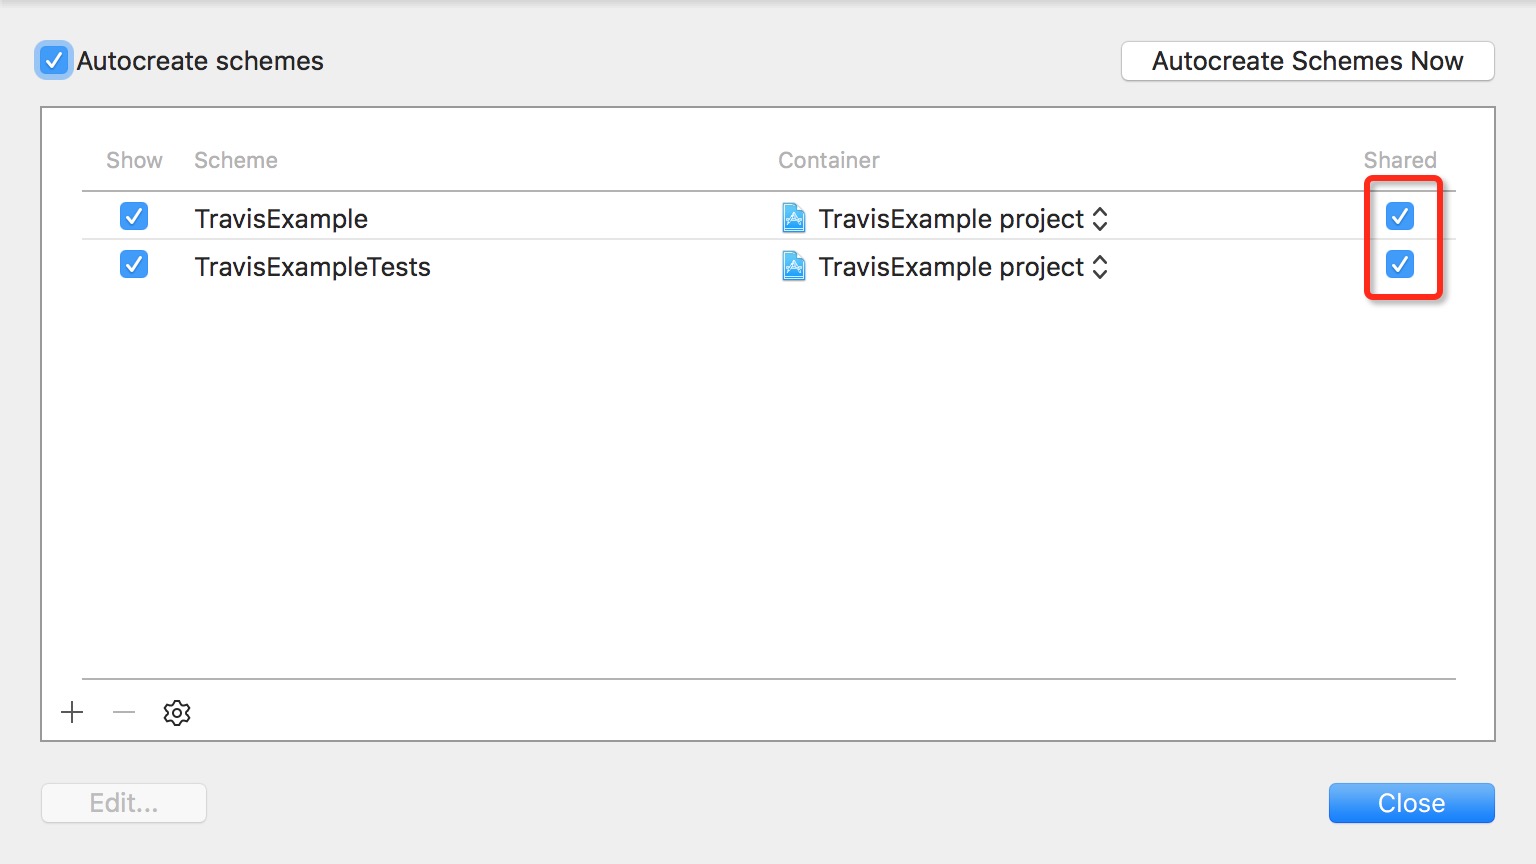 Autocreate schemes
Autocreate Schemes Now
Show Scheme Container Shared
TravisExample TravisExample project
TravisExampleTests TravisExample project
Edit...
Close